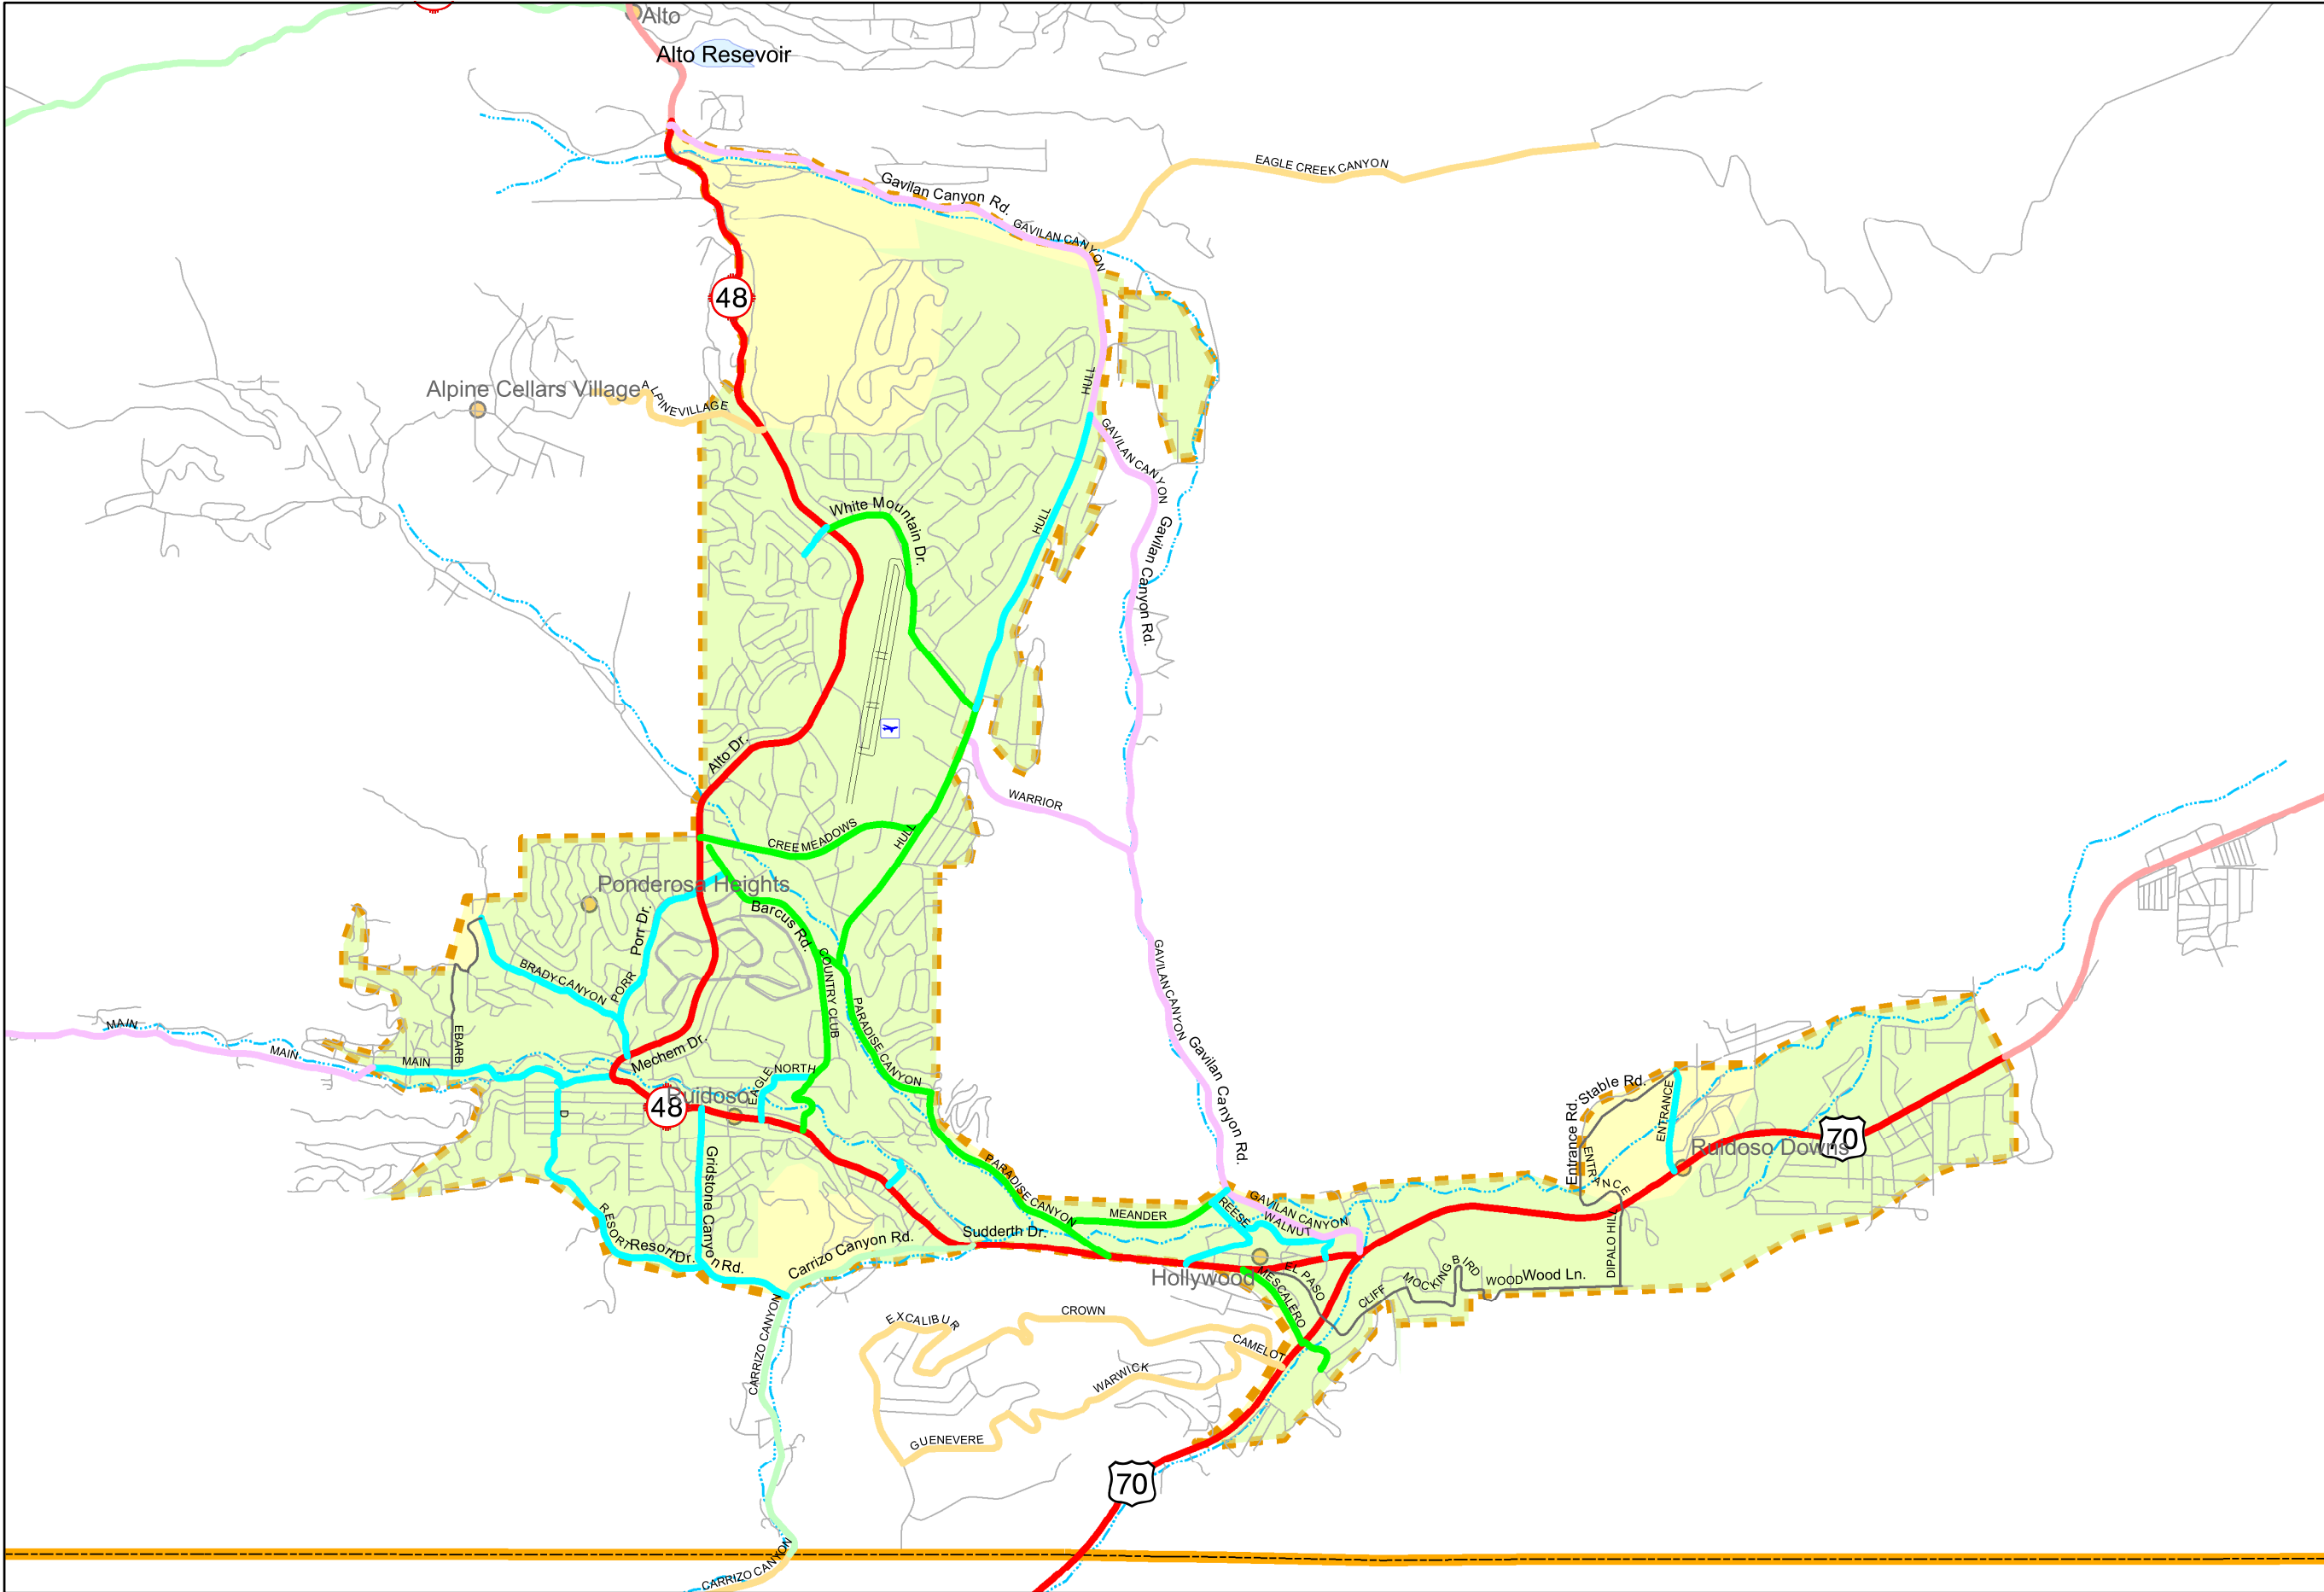 Alto
Alto Resevoir
EAGLE CREEK CANYON
Gavilan Canyon Rd.
GAVILAN CANYON
48
HULL
Alpine Cellars Village
ALPINEVILLAGE
GAVILAN CANYON
White Mountain Dr.
HULL
Gavilan Canyon Rd.
Alto Dr.
WARRIOR
CREE MEADOWS
HULL
Ponderosa Heights
Porr Dr.
Barcus Rd.
BRADY CANYON
PORR
COUNTRY CLUB
PARADISE CANYON
GAVILAN CANYON
MAIN
MAIN
MAIN
EBARB
Mechem Dr.
Gavilan Canyon Rd.
EAGLE
NORTH
48
Ruidoso
D
Stable Rd.
ENTRANCE
Entrance Rd.
70
Ruidoso Downs
ENTRYANCE
Gridstone Canyon Rd.
PARADISE CANYON
RESORT
Resort Dr.
Carrizo Canyon Rd.
Sudderth Dr.
MEANDER
REESE
GAVILAN CANYON
WALNUT
Hollywood
EL PASO
MESCALERO
CLIFF
MOCKINGBIRD
WOOD
Wood Ln.
DIPALO HILL
CARRIZO CANYON
EXCALIBUR
CROWN
CAMELOT
WARWICK
GUENEVERE
70
CARRIZO CANYON